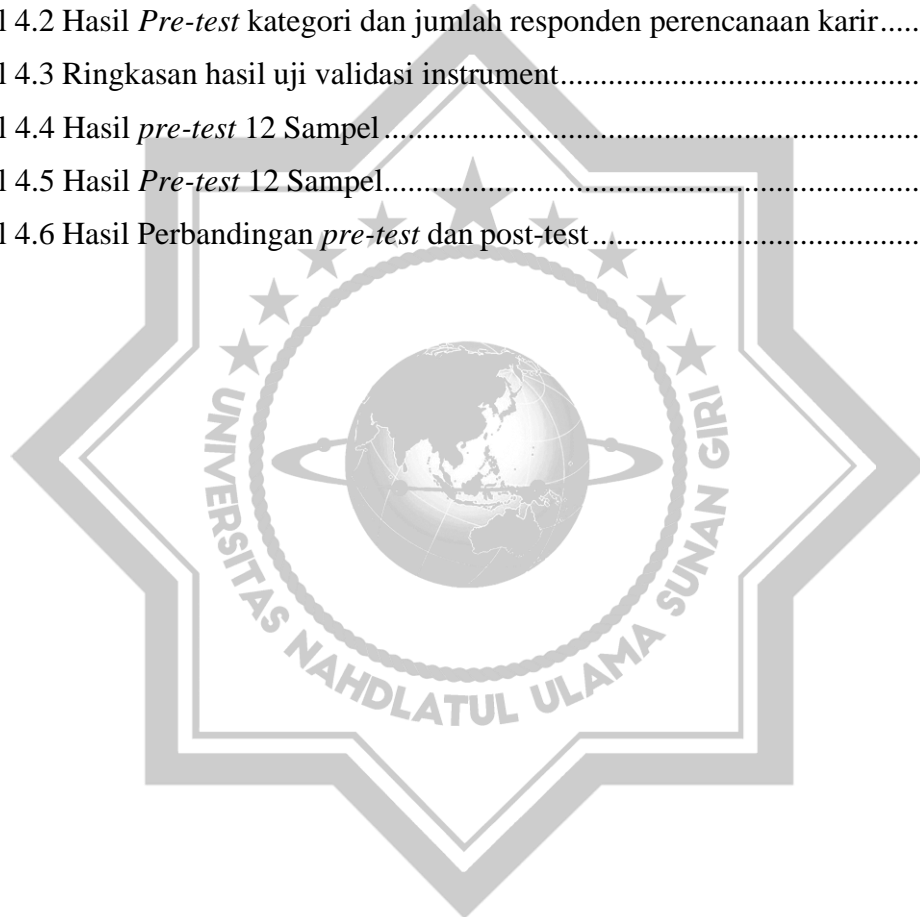 l 4.2 Hasil Pre-test kategori dan jumlah responden perencanaan karir.....
l 4.3 Ringkasan hasil uji validasi instrument.............................................
l 4.4 Hasil pre-test 12 Sampel.....................................................................
l 4.5 Hasil Pre-test 12 Sampel.....................................................................
l 4.6 Hasil Perbandingan pre-test dan post-test..........................................
UNIVERSITAS NAHDLATUL ULAMA SUNAN GIRI